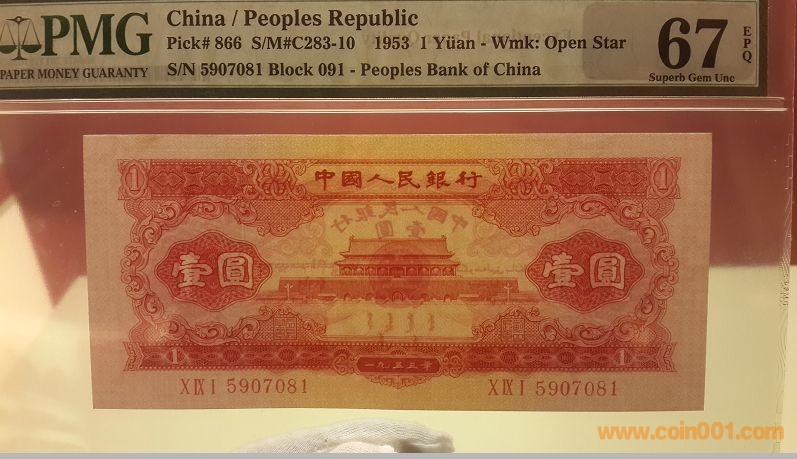 PMG
PAPER MONEY GUARANTY
China / Peoples Republic
Pick# 866 S/M#C283-10 1953 1 Yüan - Wmk: Open Star
S/N 5907081 Block 091 - Peoples Bank of China
67 EPQ
Superb Gem Unc
1 中國人民銀行 1
壹圓 壹圓
1 一九五三年 1
X IX I 5907081 X IX I 5907081
www.coin001.com